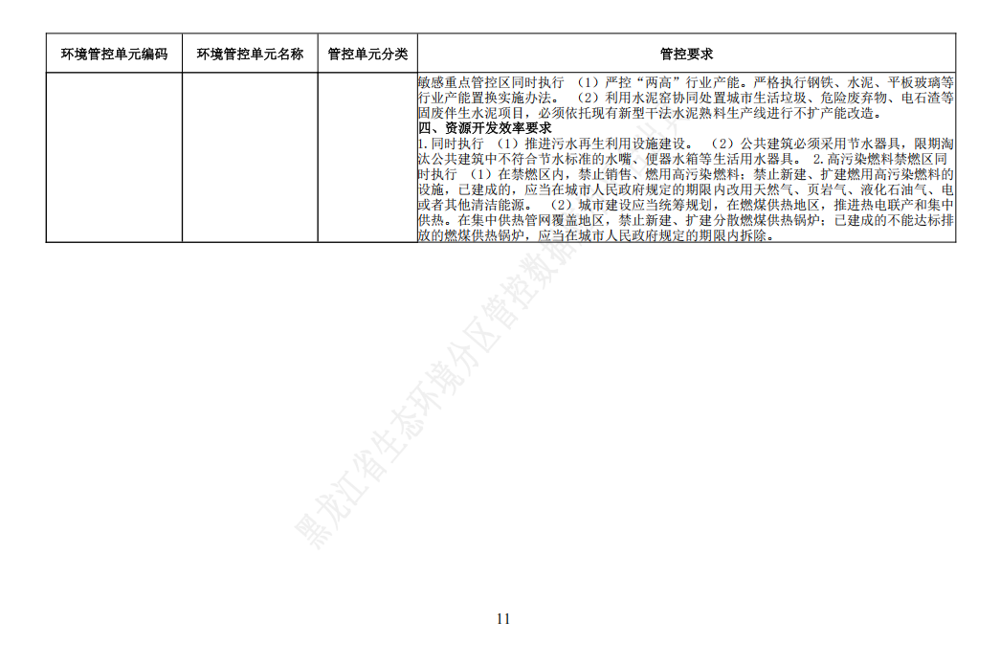 环境管控单元编码 环境管控单元名称 管控单元分类 管控要求
敏感重点管控区同时执行 （1）严控“两高”行业产能。严格执行钢铁、水泥、平板玻璃等
行业产能置换实施办法。 （2）利用水泥窑协同处置城市生活垃圾、危险废弃物、电石渣等
固废伴生水泥项目，必须依托现有新型干法水泥熟料生产线进行不扩产能改造。
四、资源开发效率要求
1.同时执行 （1）推进污水再生利用设施建设。 （2）公共建筑必须采用节水器具，限期淘
汰公共建筑中不符合节水标准的水嘴、便器水箱等生活用水器具。 2.高污染燃料禁燃区同
时执行 （1）在禁燃区内，禁止销售、燃用高污染燃料；禁止新建、扩建燃用高污染燃料的
设施，已建成的，应当在城市人民政府规定的期限内改用天然气、页岩气、液化石油气、电
或者其他清洁能源。 （2）城市建设应当统筹规划，在燃煤供热地区，推进热电联产和集中
供热。在集中供热管网覆盖地区，禁止新建、扩建分散燃煤供热锅炉；已建成的不能达标排
放的燃煤供热锅炉，应当在城市人民政府规定的期限内拆除。
黑龙江省生态环境分区管控数据
11